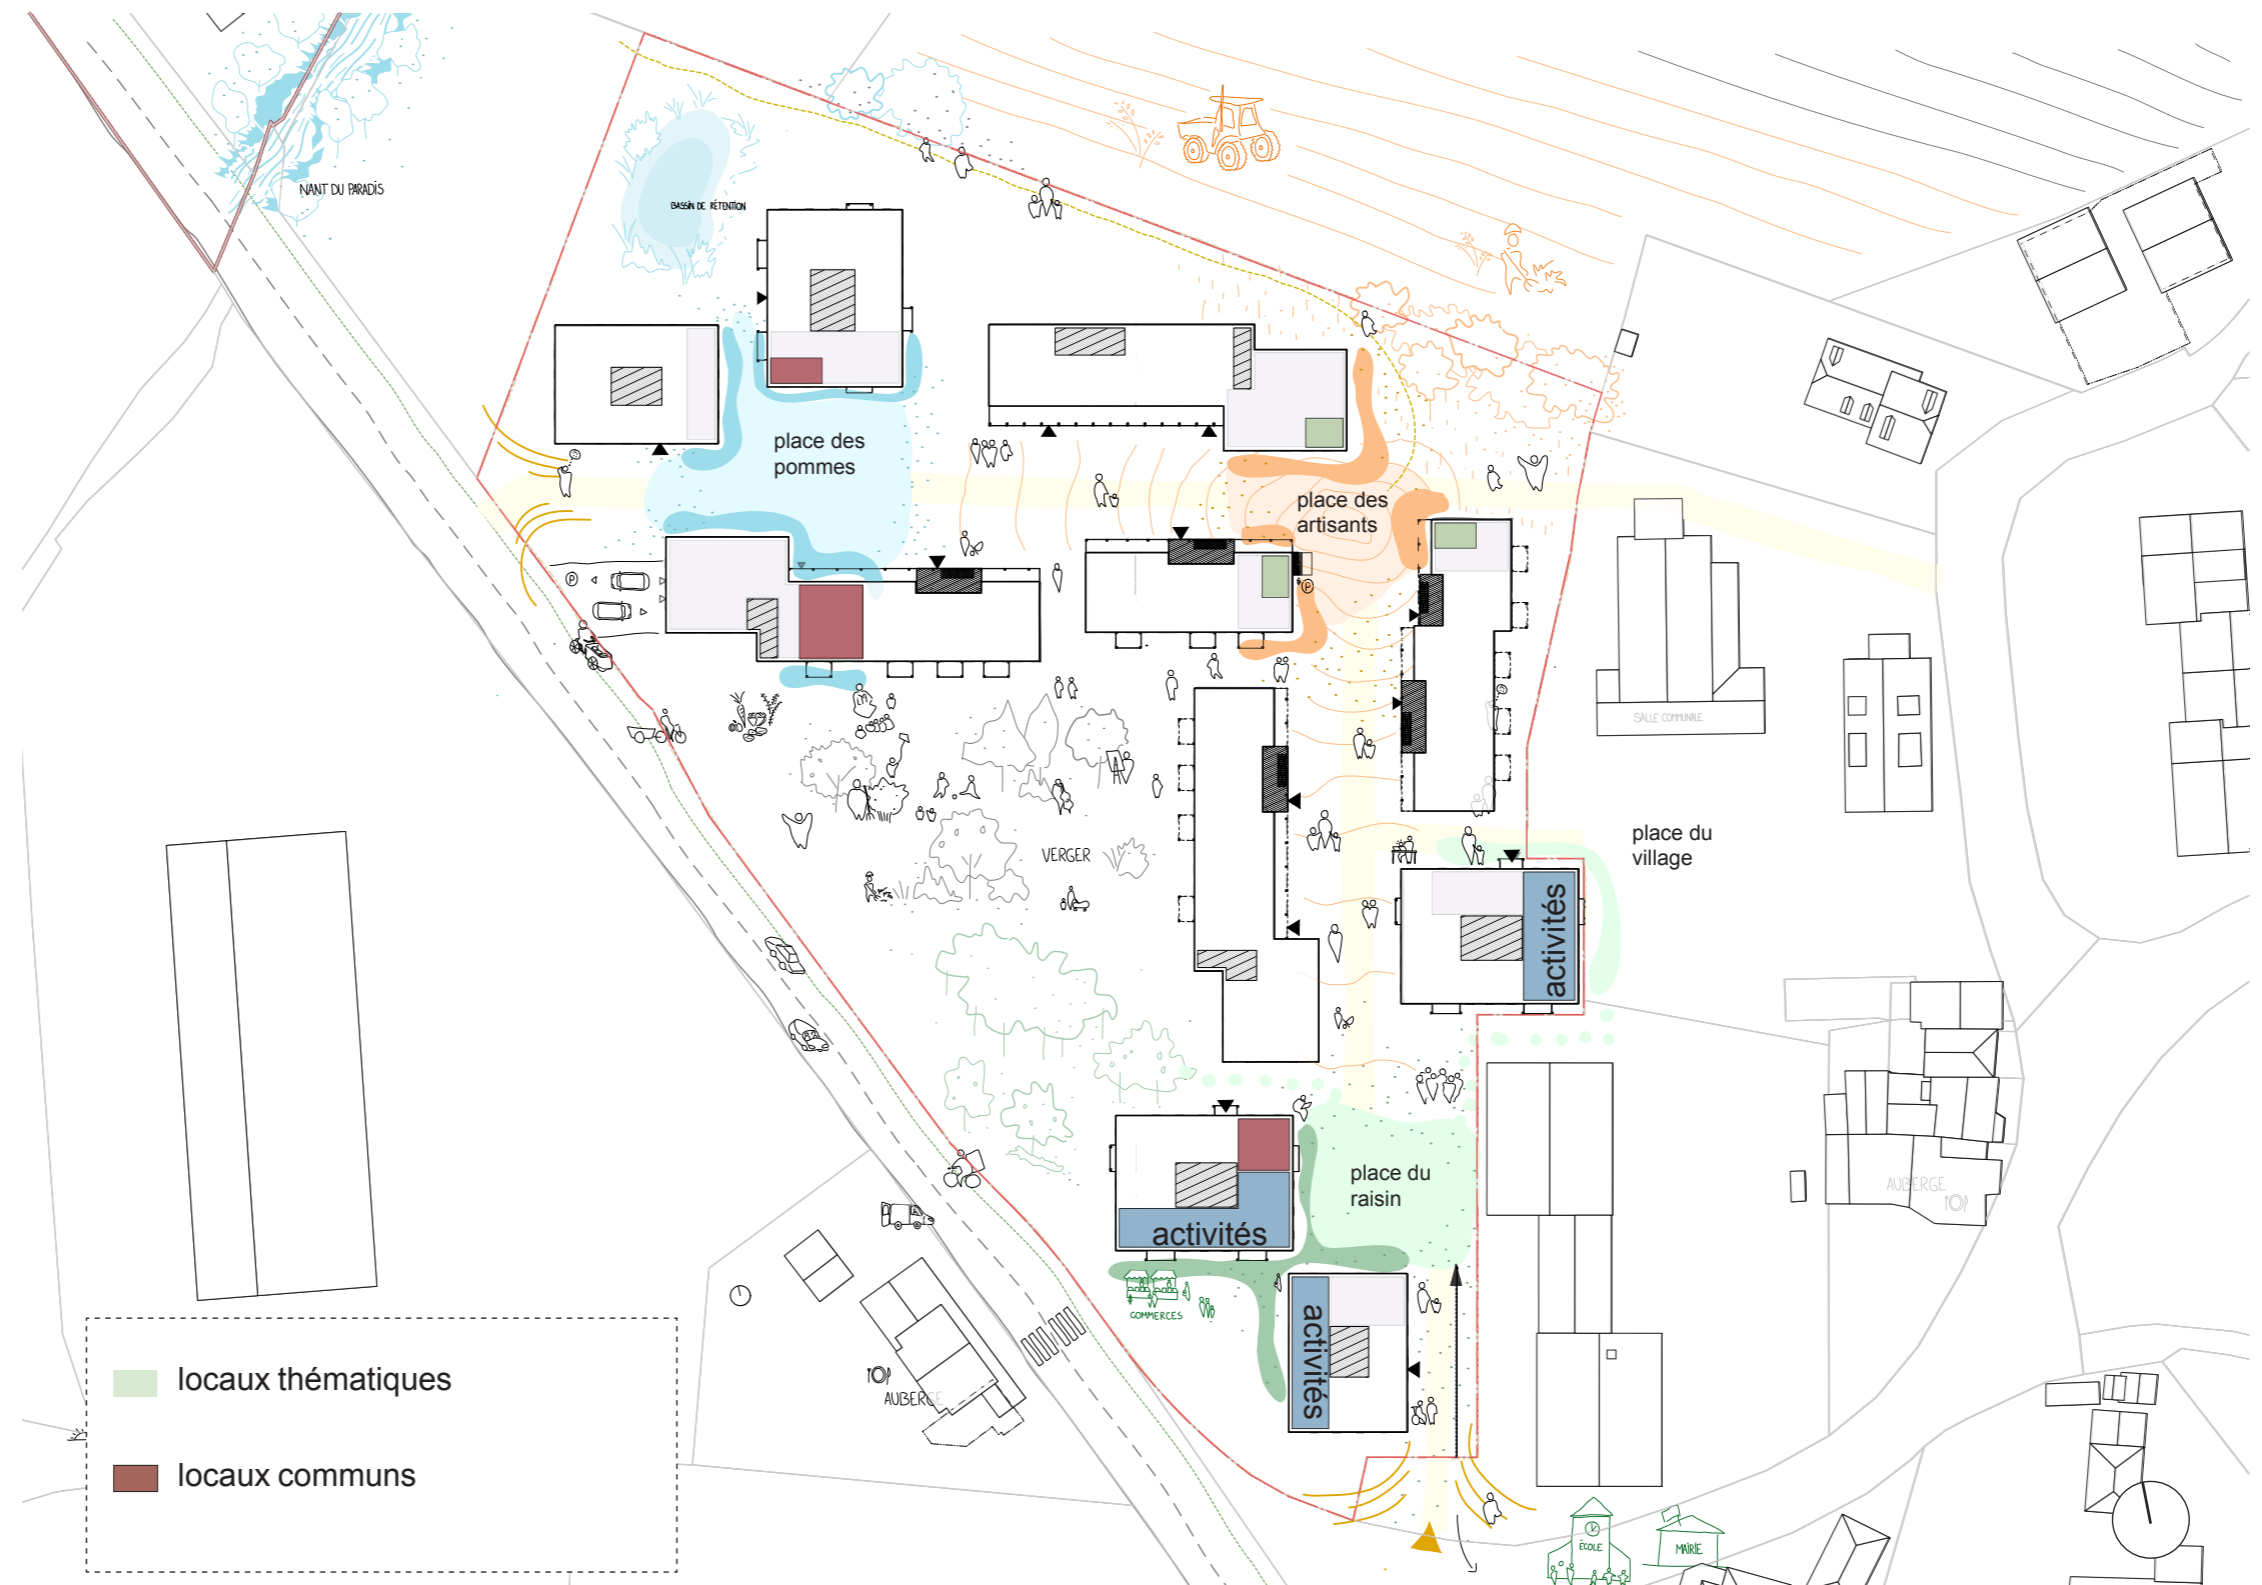 NANT DU PARADIS
BASSIN DE RÉTENTION
place des
pommes
place des
artisants
P
P
SALLE COMMUNALE
place du
village
VERGER
activités
place du
raisin
AUBERGE
activités
COMMERCES
activités
AUBERGE
locaux thématiques
locaux communs
ÉCOLE
MAIRIE